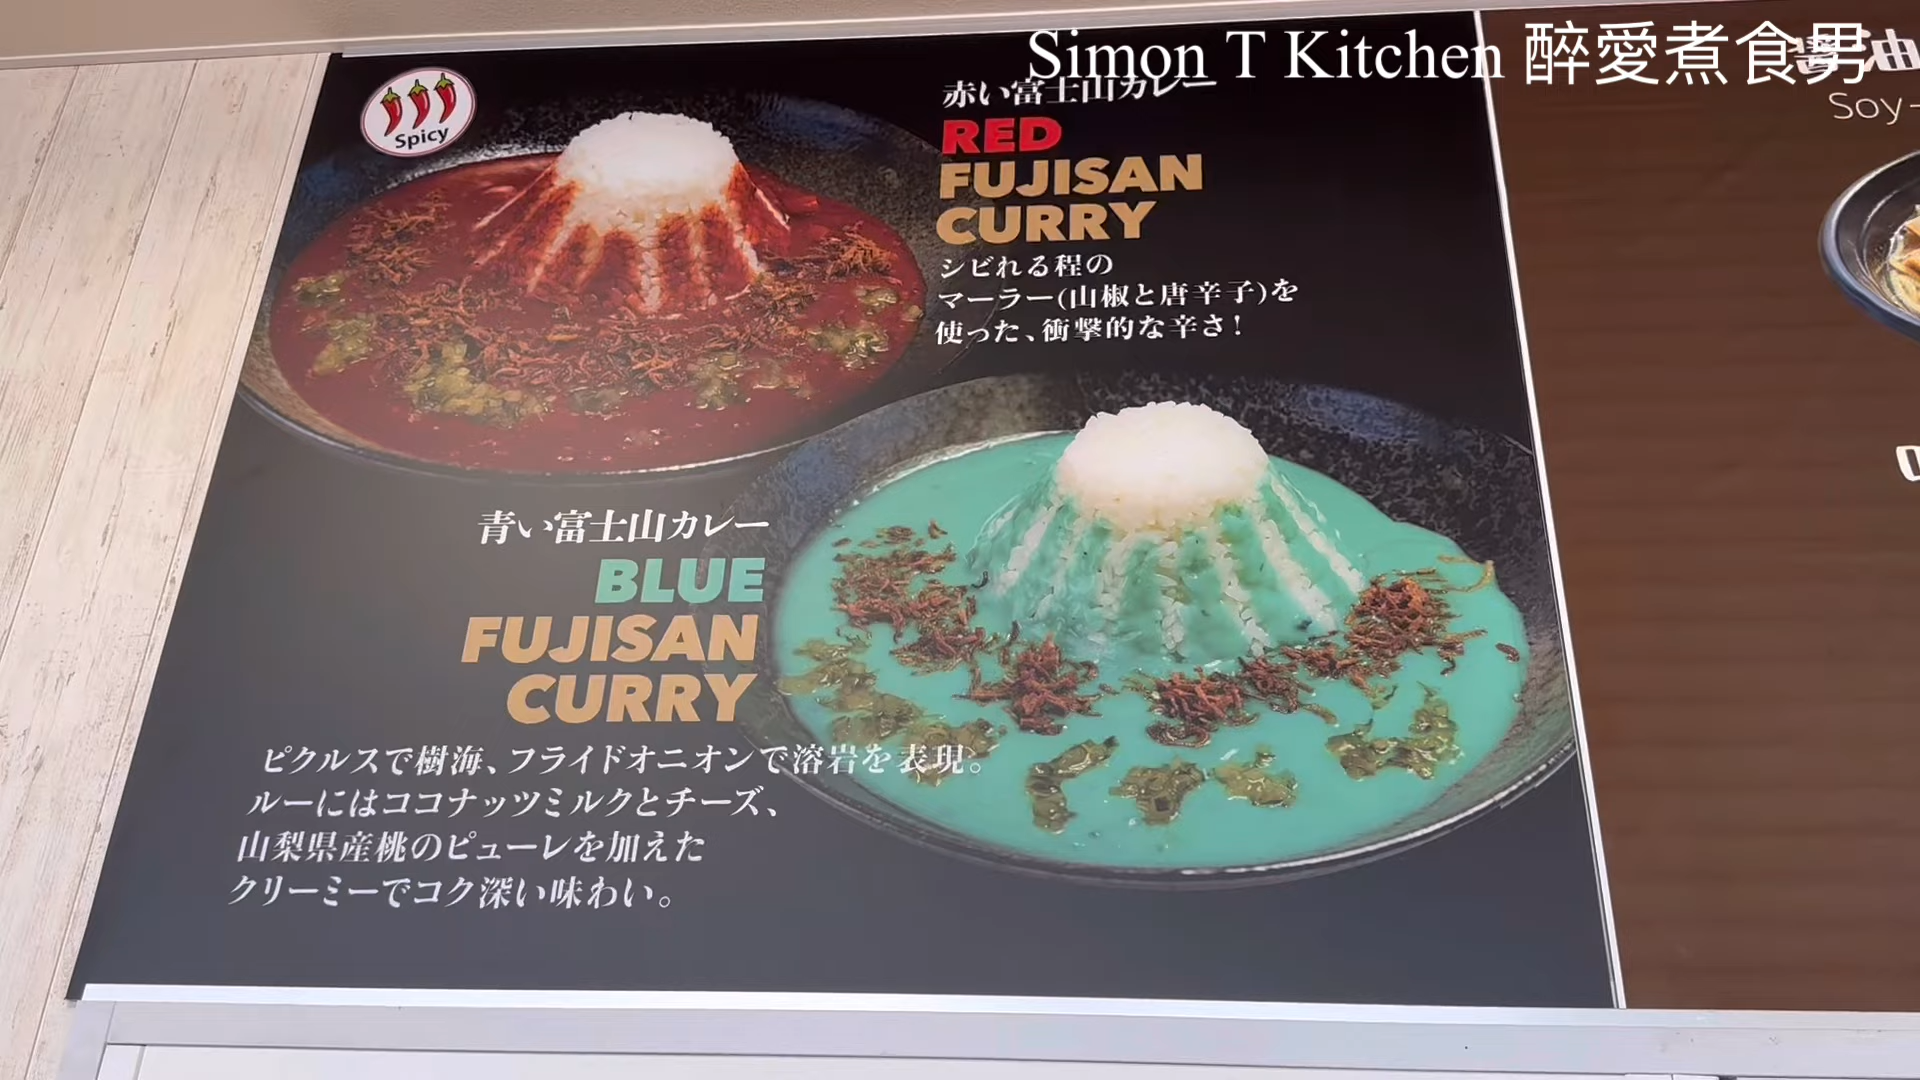 Simon T Kitchen 醉愛煮食男
Spicy
赤い富士山カレー
RED
FUJISAN
CURRY
シビれる程の
マーラー(山椒と唐辛子)を
使った、衝撃的な辛さ!
青い富士山カレー
BLUE
FUJISAN
CURRY
ピクルスで樹海、フライドオニオンで溶岩を表現。
ルーにはココナッツミルクとチーズ、
山梨県産桃のピューレを加えた
クリーミーでコク深い味わい。
Soy-